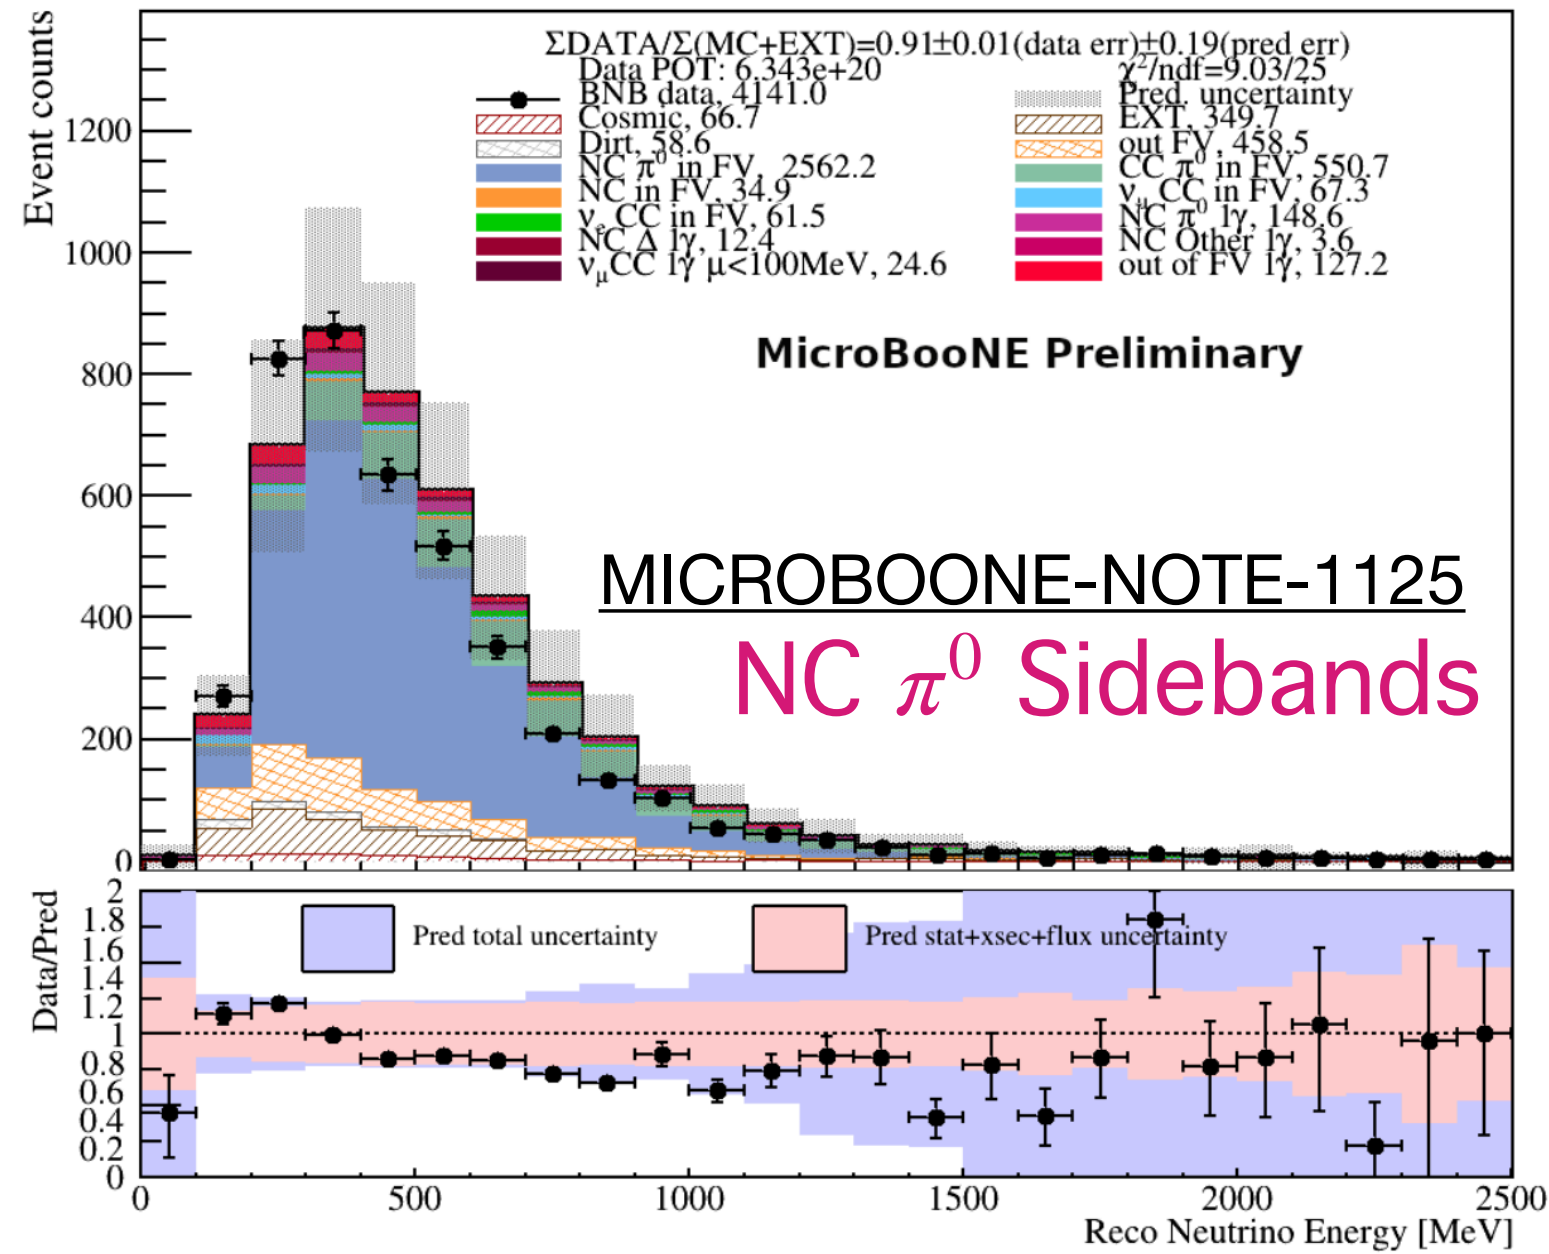 Event counts
ΣDATA/Σ(MC+EXT)=0.91±0.01(data err)±0.19(pred err)
Data POT: 6.343e+20
χ²/ndf=9.03/25
BNB data, 4141.0
Pred. uncertainty
Cosmic, 66.7
EXT, 349.7
Dirt, 58.6
out FV, 458.5
NC π⁰ in FV, 2562.2
CC π⁰ in FV, 550.7
NC in FV, 34.9
νμ CC in FV, 67.3
νe CC in FV, 61.5
NC π⁰ 1γ, 148.6
NC Δ 1γ, 12.4
NC Other 1γ, 3.6
νμCC 1γ μ<100MeV, 24.6
out of FV 1γ, 127.2
MicroBooNE Preliminary
MICROBOONE-NOTE-1125
NC π⁰ Sidebands
1200
1000
800
600
400
200
0
Data/Pred
Pred total uncertainty
Pred stat+xsec+flux uncertainty
2
1.8
1.6
1.4
1.2
1
0.8
0.6
0.4
0.2
0
0
500
1000
1500
2000
2500
Reco Neutrino Energy [MeV]